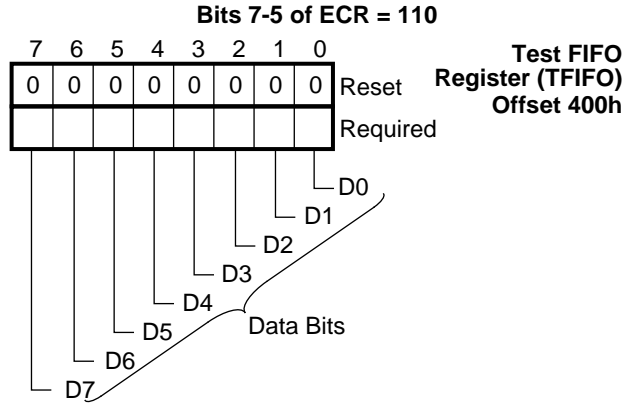 Bits 7-5 of ECR = 110
7 6 5 4 3 2 1 0
Test FIFO
Register (TFIFO)
Offset 400h
0 0 0 0 0 0 0 0 Reset
Required
D0
D1
D2
D3
D4
D5
D6
D7
Data Bits